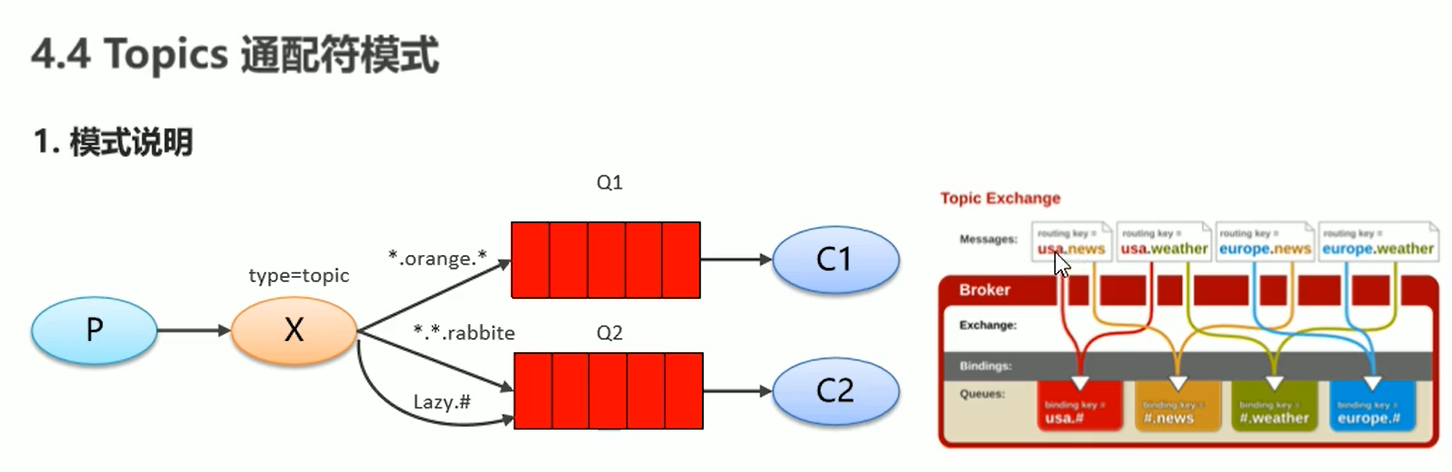 4.4 Topics 通配符模式
1. 模式说明
Q1
*.orange.*
C1
type=topic
P
X
*.*.rabbite
Q2
Lazy.#
C2
Topic Exchange
Messages:
routing key =
usa.news
routing key =
usa.weather
routing key =
europe.news
routing key =
europe.weather
Broker
Exchange:
Bindings:
Queues:
binding key =
usa.#
binding key =
#.news
binding key =
#.weather
binding key =
europe.#